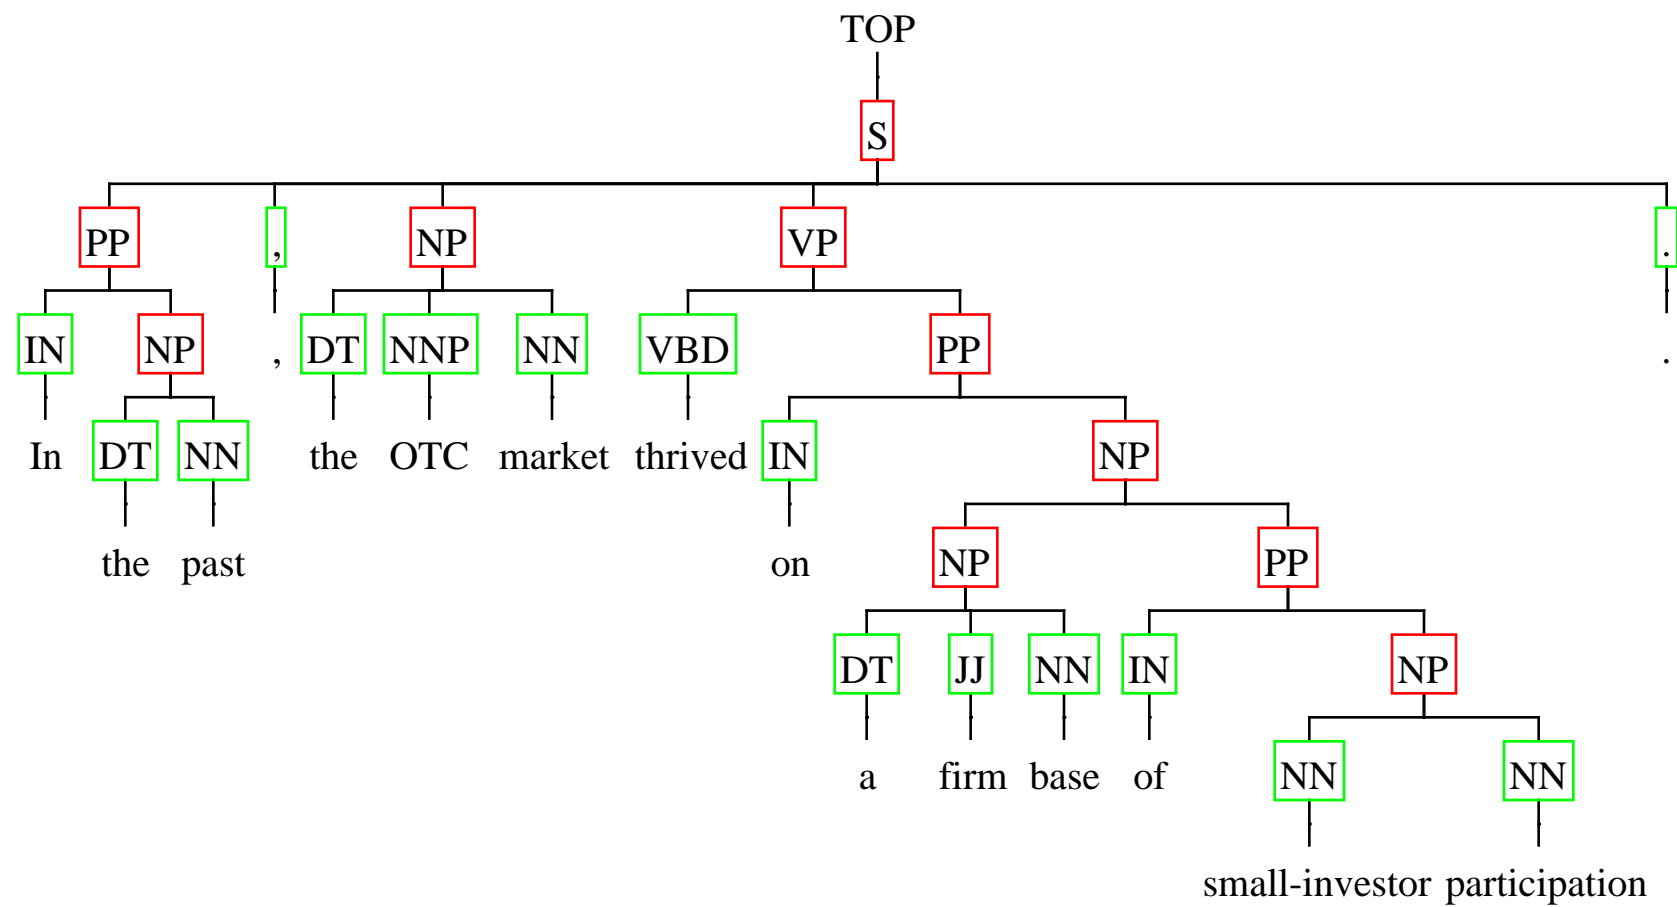 TOP
S
PP , NP VP .
IN NP , DT NNP NN VBD PP .
In DT NN the OTC market thrived IN NP
the past on NP PP
DT JJ NN IN NP
a firm base of NN NN
small-investor participation